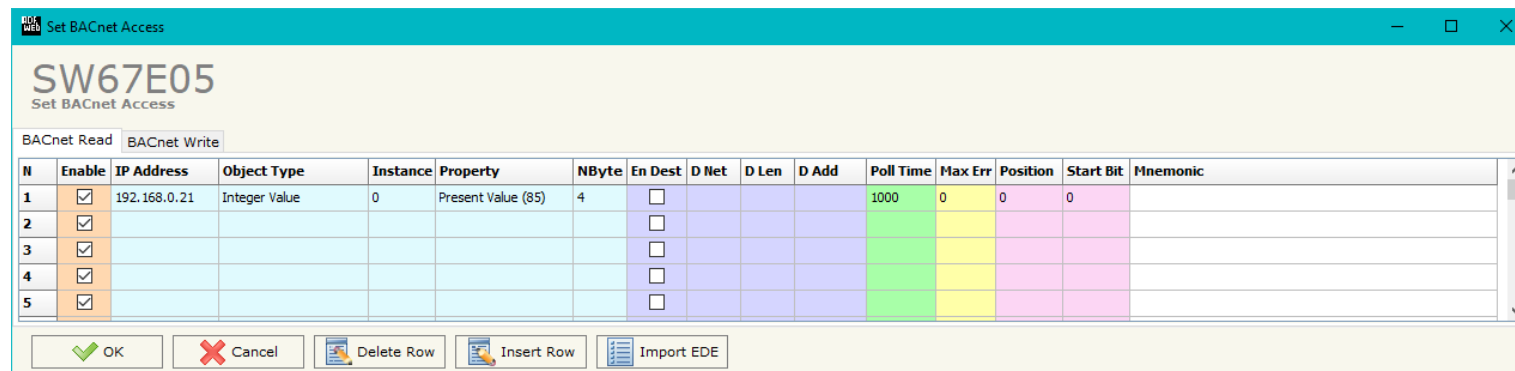 ADF WEB Set BACnet Access
SW67E05
Set BACnet Access
BACnet Read BACnet Write
N Enable IP Address Object Type Instance Property NByte En Dest D Net D Len D Add Poll Time Max Err Position Start Bit Mnemonic
1 192.168.0.21 Integer Value 0 Present Value (85) 4 1000 0 0 0
2
3
4
5
OK Cancel Delete Row Insert Row Import EDE